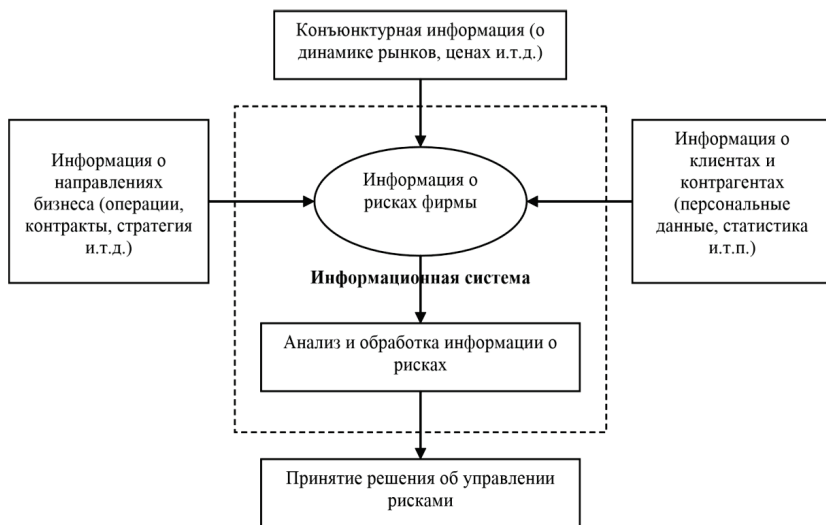 Конъюнктурная информация (о
динамике рынков, ценах и.т.д.)
Информация о
направлениях
бизнеса (операции,
контракты, стратегия
и.т.д.)
Информация о
рисках фирмы
Информация о
клиентах и
контрагентах
(персональные
данные, статистика
и.т.п.)
Информационная система
Анализ и обработка информации о
рисках
Принятие решения об управлении
рисками